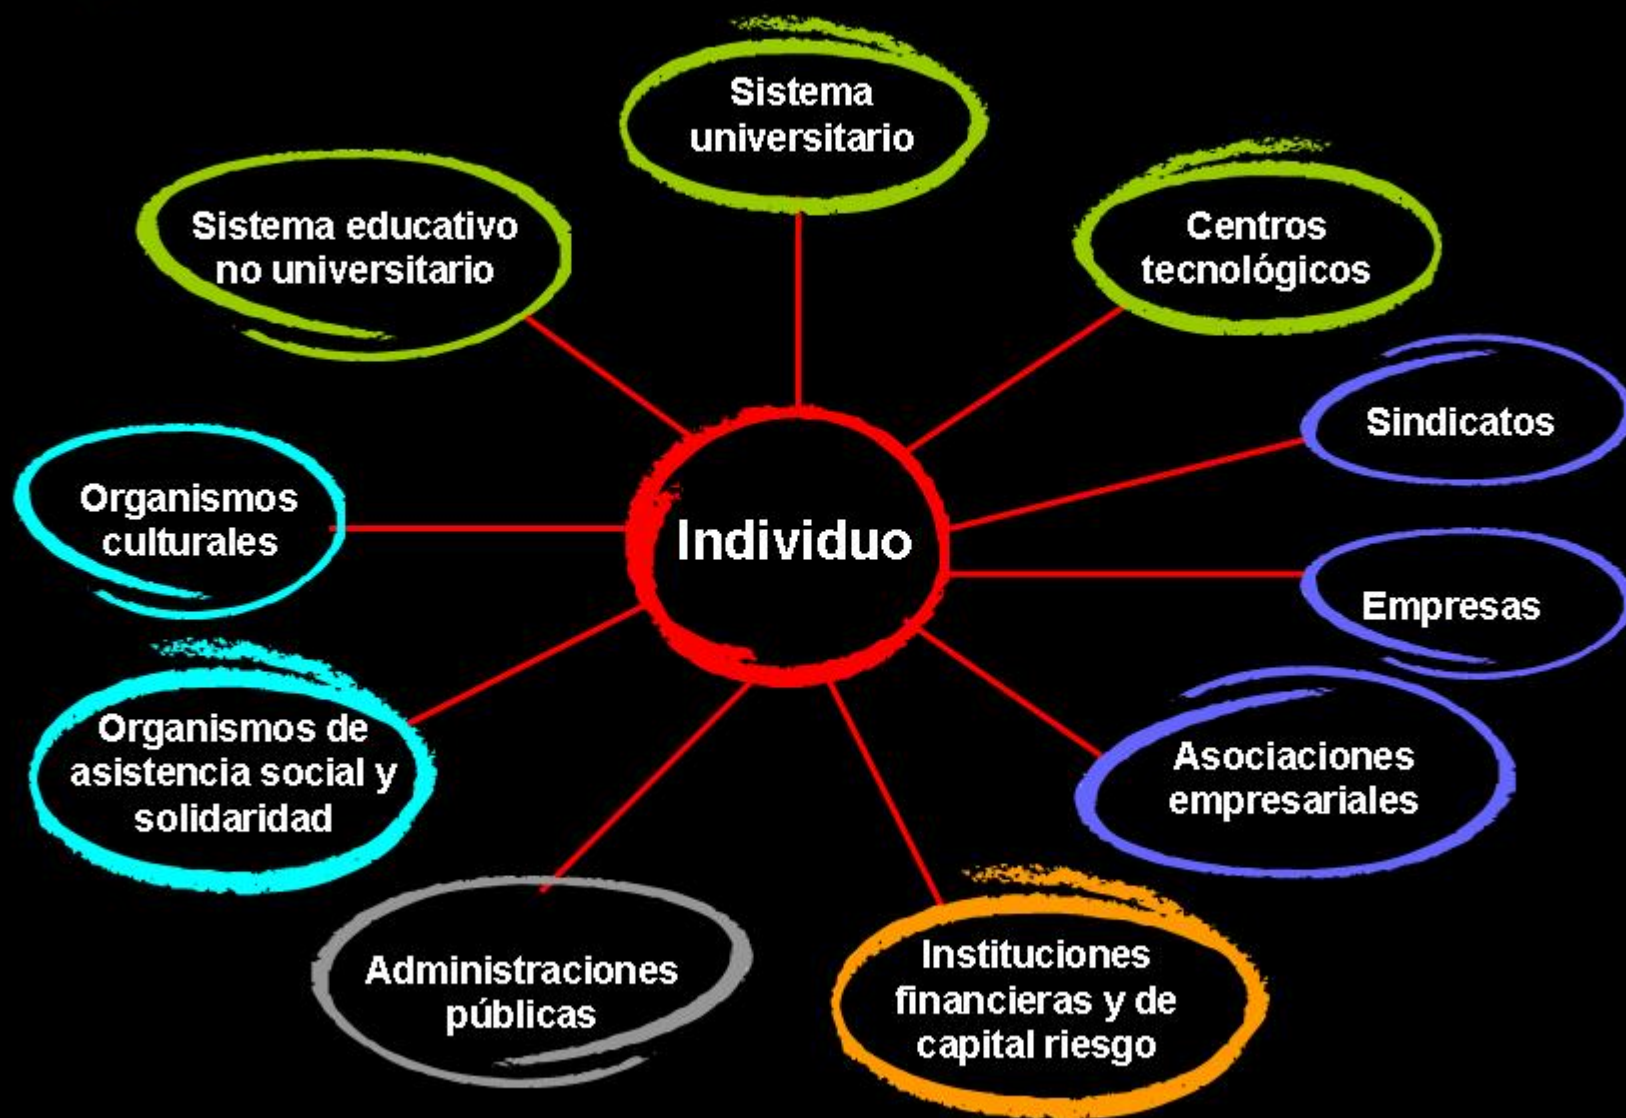 Sistema
universitario
Sistema educativo
no universitario
Centros
tecnológicos
Sindicatos
Organismos
culturales
Individuo
Empresas
Organismos de
asistencia social y
solidaridad
Asociaciones
empresariales
Administraciones
públicas
Instituciones
financieras y de
capital riesgo